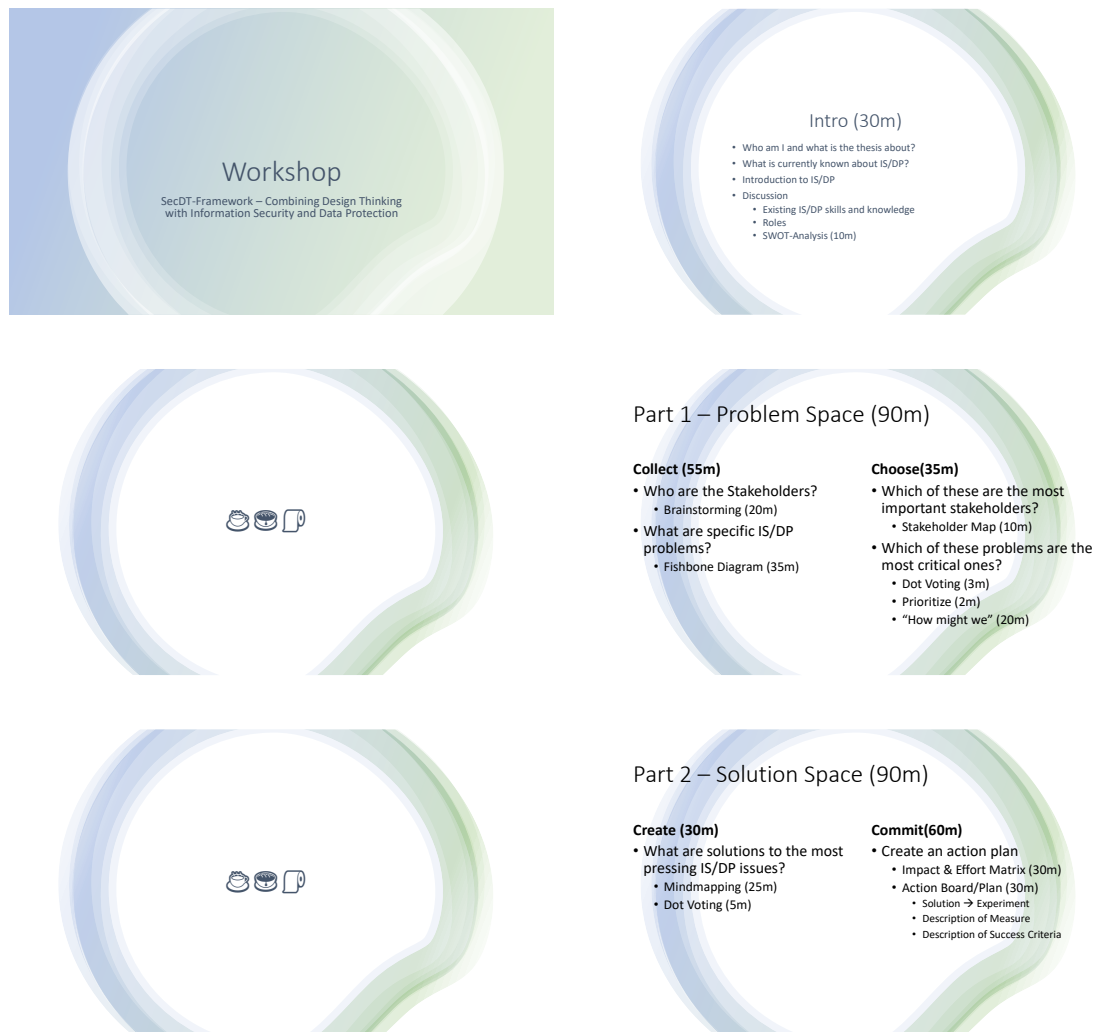 Workshop
SecDT-Framework – Combining Design Thinking
with Information Security and Data Protection
Intro (30m)
• Who am I and what is the thesis about?
• What is currently known about IS/DP?
• Introduction to IS/DP
• Discussion
• Existing IS/DP skills and knowledge
• Roles
• SWOT-Analysis (10m)
Part 1 – Problem Space (90m)
Collect (55m)
• Who are the Stakeholders?
• Brainstorming (20m)
• What are specific IS/DP
problems?
• Fishbone Diagram (35m)
Choose(35m)
• Which of these are the most
important stakeholders?
• Stakeholder Map (10m)
• Which of these problems are the
most critical ones?
• Dot Voting (3m)
• Prioritize (2m)
• “How might we” (20m)
Part 2 – Solution Space (90m)
Create (30m)
• What are solutions to the most
pressing IS/DP issues?
• Mindmapping (25m)
• Dot Voting (5m)
Commit(60m)
• Create an action plan
• Impact & Effort Matrix (30m)
• Action Board/Plan (30m)
• Solution → Experiment
• Description of Measure
• Description of Success Criteria